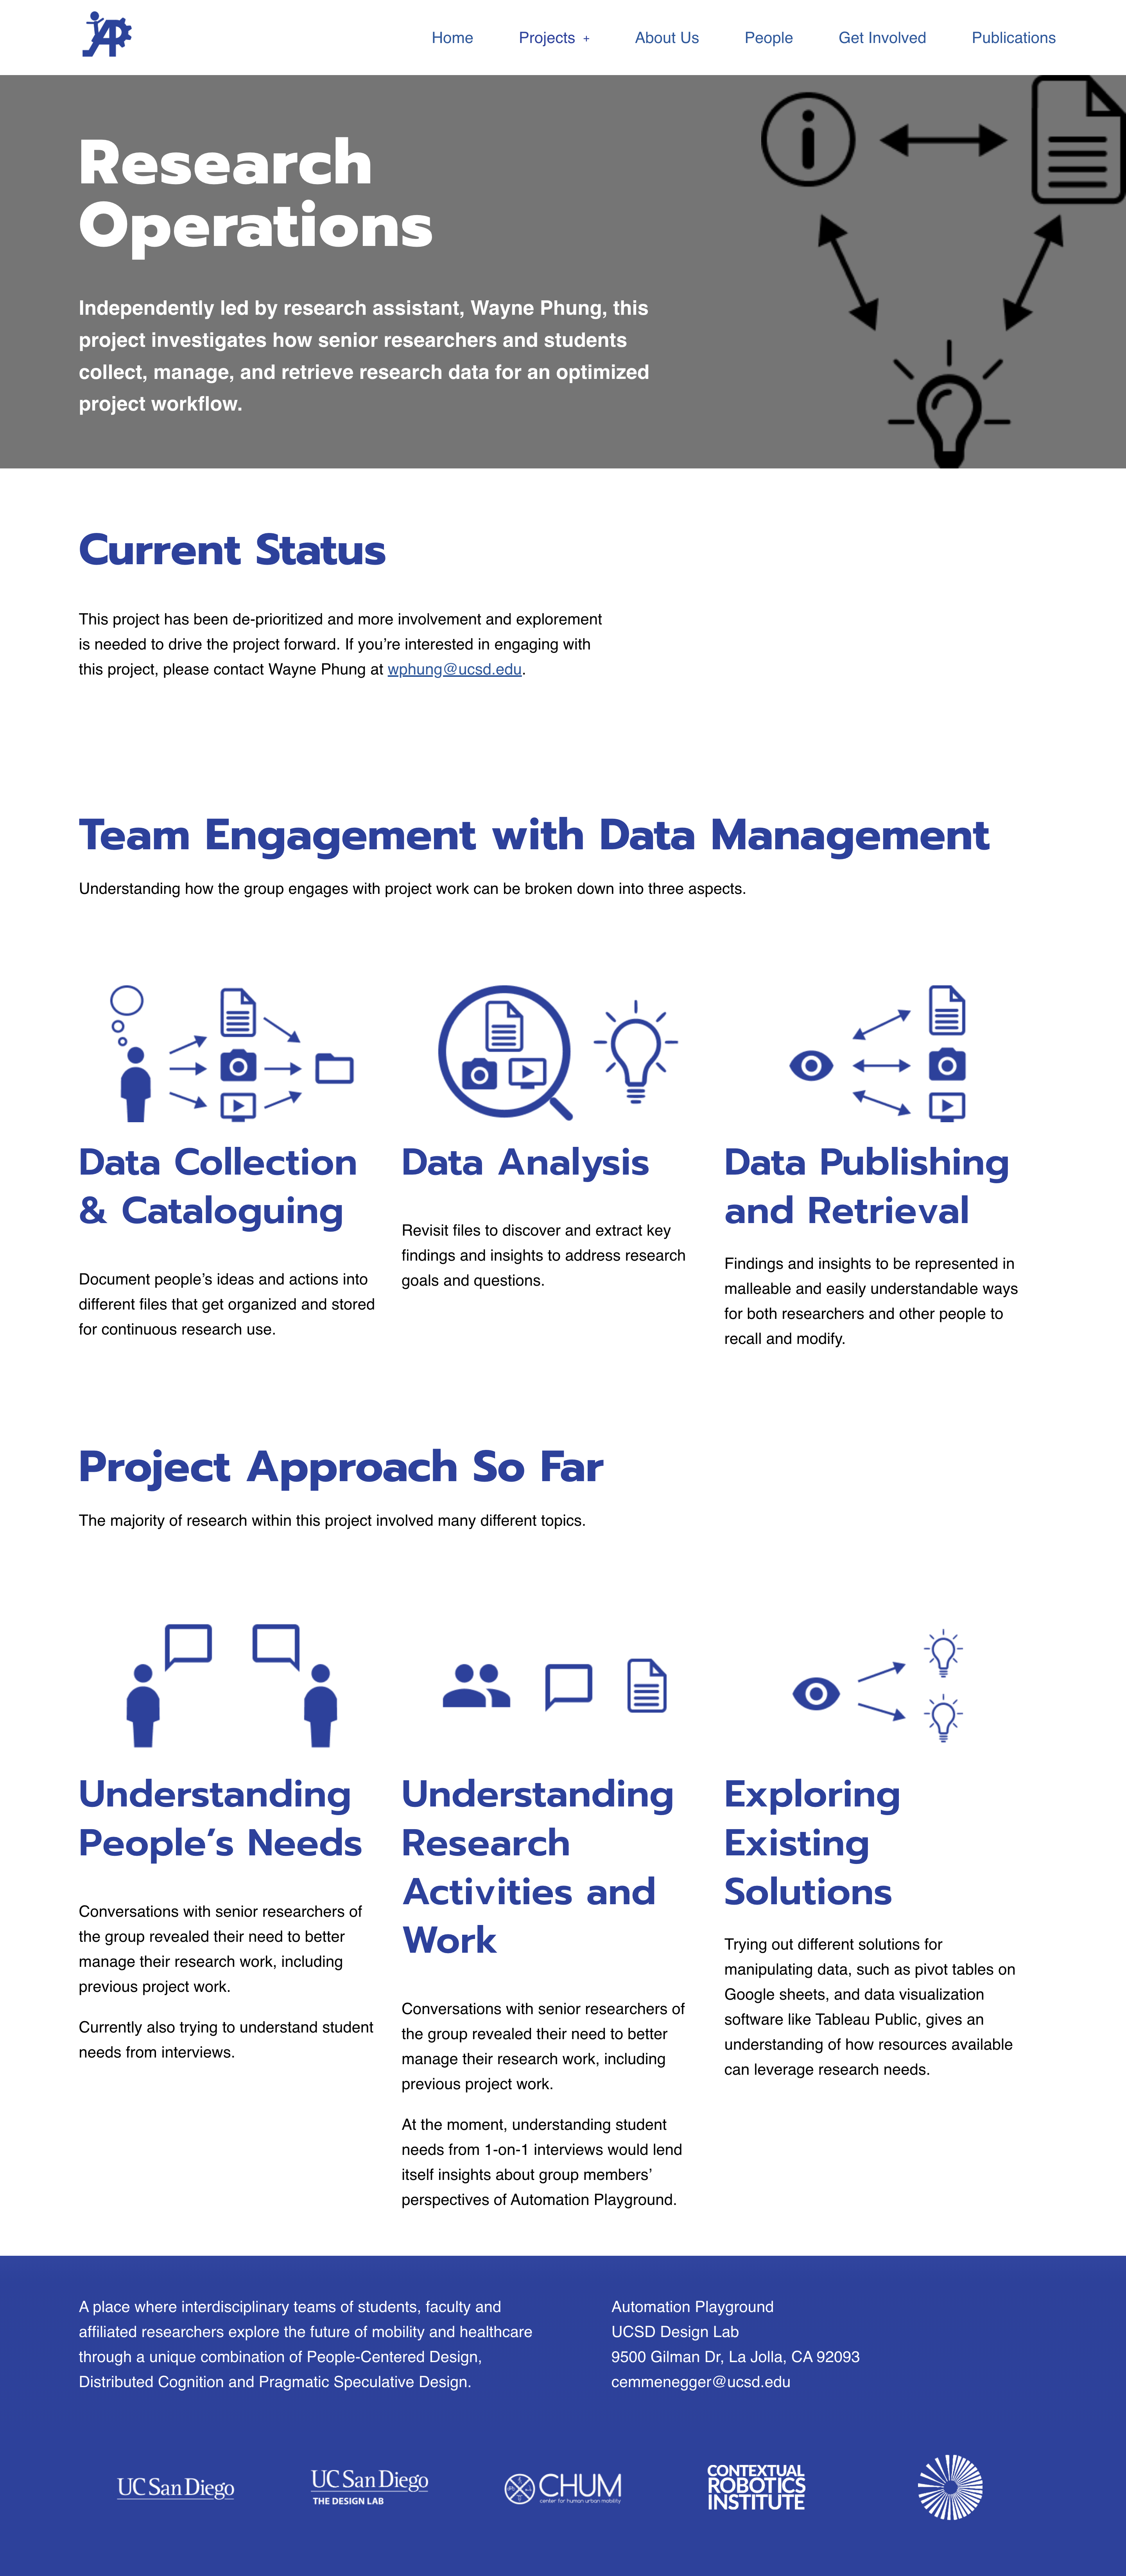 AP
Home
Projects +
About Us
People
Get Involved
Publications
Research
Operations
Independently led by research assistant, Wayne Phung, this
project investigates how senior researchers and students
collect, manage, and retrieve research data for an optimized
project workflow.
Current Status
This project has been de-prioritized and more involvement and explorement
is needed to drive the project forward. If you’re interested in engaging with
this project, please contact Wayne Phung at wphung@ucsd.edu.
Team Engagement with Data Management
Understanding how the group engages with project work can be broken down into three aspects.
Data Collection
& Cataloguing
Document people’s ideas and actions into
different files that get organized and stored
for continuous research use.
Data Analysis
Revisit files to discover and extract key
findings and insights to address research
goals and questions.
Data Publishing
and Retrieval
Findings and insights to be represented in
malleable and easily understandable ways
for both researchers and other people to
recall and modify.
Project Approach So Far
The majority of research within this project involved many different topics.
Understanding
People’s Needs
Conversations with senior researchers of
the group revealed their need to better
manage their research work, including
previous project work.
Currently also trying to understand student
needs from interviews.
Understanding
Research
Activities and
Work
Conversations with senior researchers of
the group revealed their need to better
manage their research work, including
previous project work.
At the moment, understanding student
needs from 1-on-1 interviews would lend
itself insights about group members’
perspectives of Automation Playground.
Exploring
Existing
Solutions
Trying out different solutions for
manipulating data, such as pivot tables on
Google sheets, and data visualization
software like Tableau Public, gives an
understanding of how resources available
can leverage research needs.
A place where interdisciplinary teams of students, faculty and
affiliated researchers explore the future of mobility and healthcare
through a unique combination of People-Centered Design,
Distributed Cognition and Pragmatic Speculative Design.
Automation Playground
UCSD Design Lab
9500 Gilman Dr, La Jolla, CA 92093
cemmenegger@ucsd.edu
UC San Diego
UC San Diego
THE DESIGN LAB
CHUM
center for human urban mobility
CONTEXTUAL
ROBOTICS
INSTITUTE